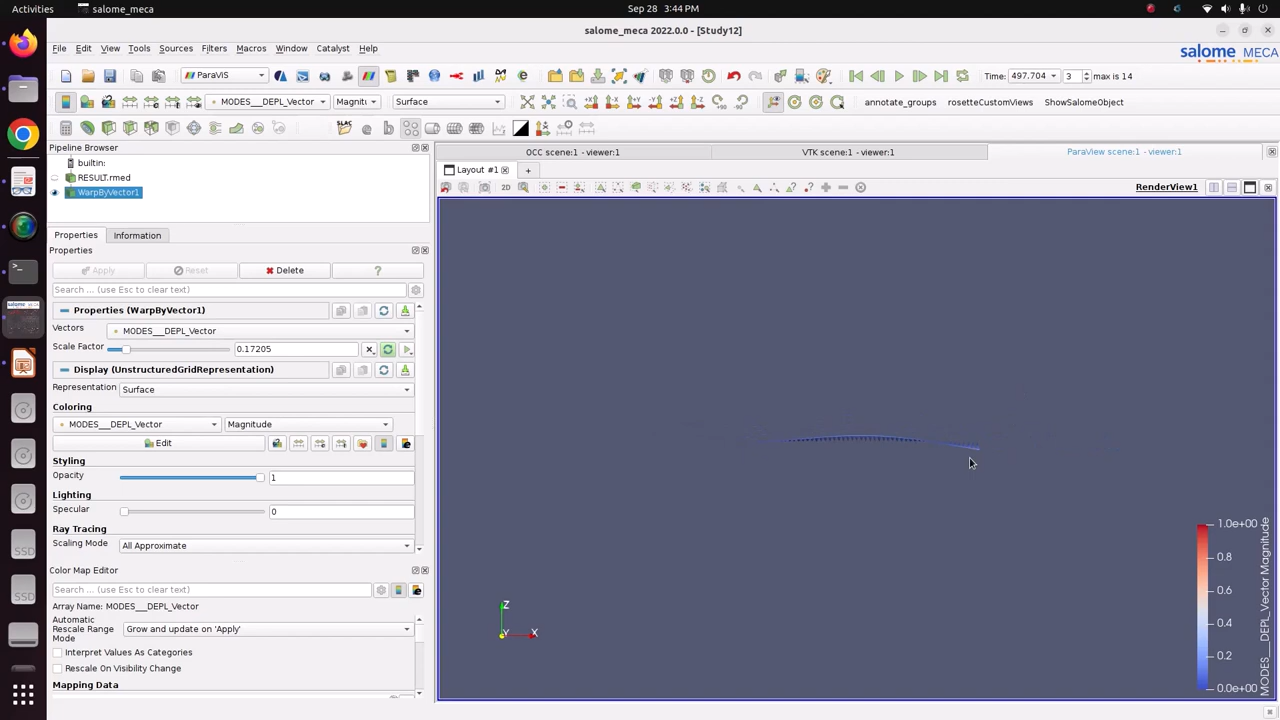 Activities
salome_meca
Sep 28 3:44 PM
salome_meca 2022.0.0 - [Study12]
File Edit View Tools Sources Filters Macros Window Catalyst Help
salome MECA
ParaViS
Time: 497.704 3 max is 14
MODES___DEPL_Vector Magnitu Surface
annotate_groups rosetteCustomViews ShowSalomeObject
Pipeline Browser
builtin:
RESULT.rmed
WarpByVector1
OCC scene:1 - viewer:1
VTK scene:1 - viewer:1
ParaView scene:1 - viewer:1
Layout #1
RenderView1
Properties Information
Properties
Apply Reset Delete ?
Search ... (use Esc to clear text)
Properties (WarpByVector1)
Vectors MODES___DEPL_Vector
Scale Factor 0.17205
Display (UnstructuredGridRepresentation)
Representation Surface
Coloring
MODES___DEPL_Vector Magnitude
Edit
Styling
Opacity 1
Lighting
Specular 0
Ray Tracing
Scaling Mode All Approximate
Color Map Editor
Search ... (use Esc to clear text)
Array Name: MODES___DEPL_Vector
Automatic
Rescale Range Grow and update on 'Apply'
Mode
Interpret Values As Categories
Rescale On Visibility Change
Mapping Data
Z
Y
X
1.0e+00
0.8
0.6
0.4
0.2
0.0e+00
MODES___DEPL_Vector Magnitude